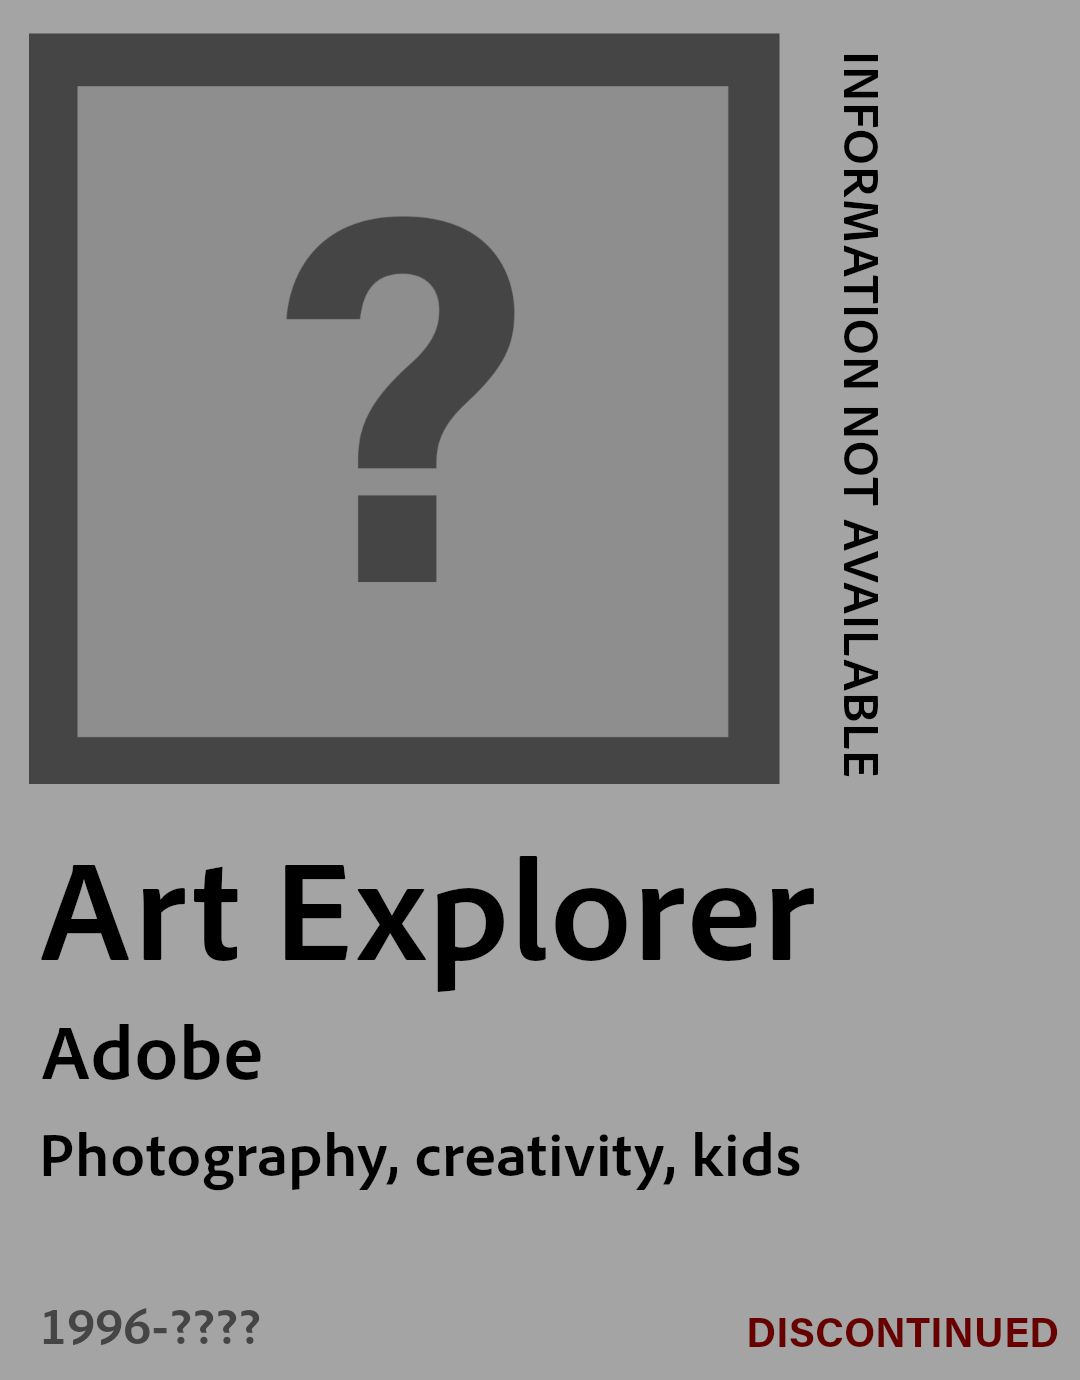 ?
INFORMATION NOT AVAILABLE
Art Explorer
Adobe
Photography, creativity, kids
1996-????
DISCONTINUED